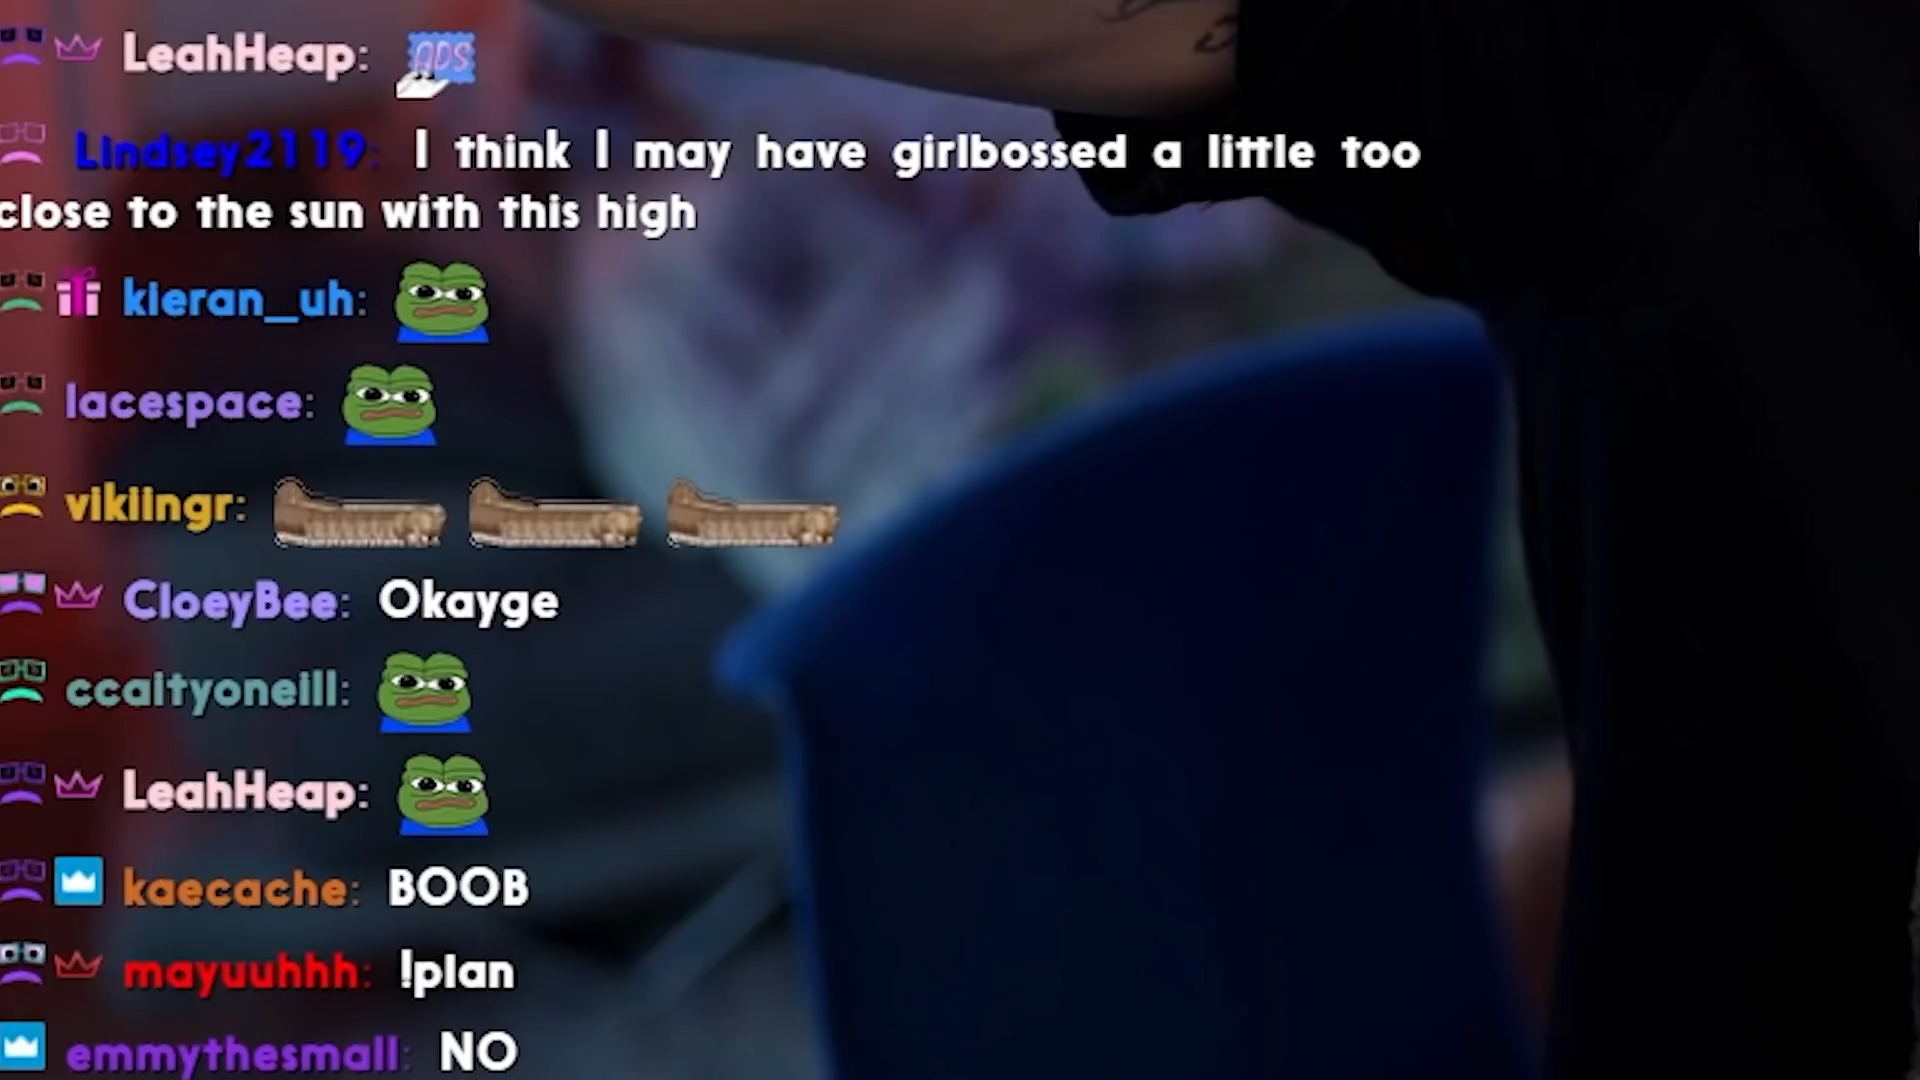 LeahHeap: ADS
Lindsey2119: I think I may have girlbossed a little too
close to the sun with this high
kieran_uh:
lacespace:
vikiingr:
CloeyBee: Okayge
ccaityoneill:
LeahHeap:
kaecache: BOOB
mayuuhhh: !plan
emmythesmall: NO